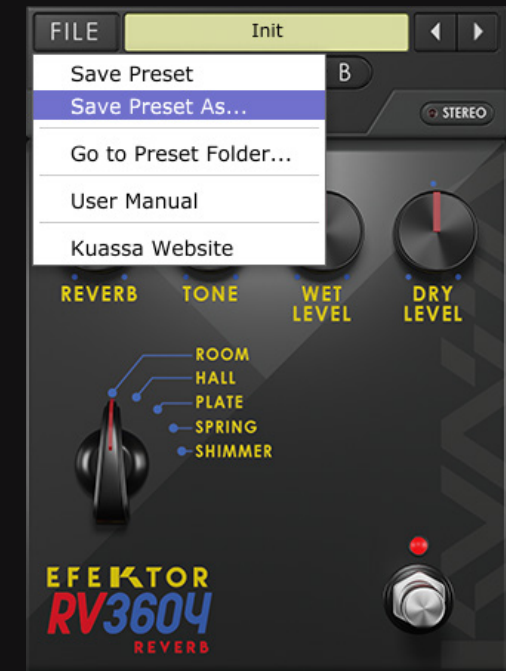 FILE
Init
Save Preset
B
Save Preset As...
STEREO
Go to Preset Folder...
User Manual
Kuassa Website
REVERB TONE WET LEVEL DRY LEVEL
ROOM
HALL
PLATE
SPRING
SHIMMER
EFEKTOR
RV3604
REVERB